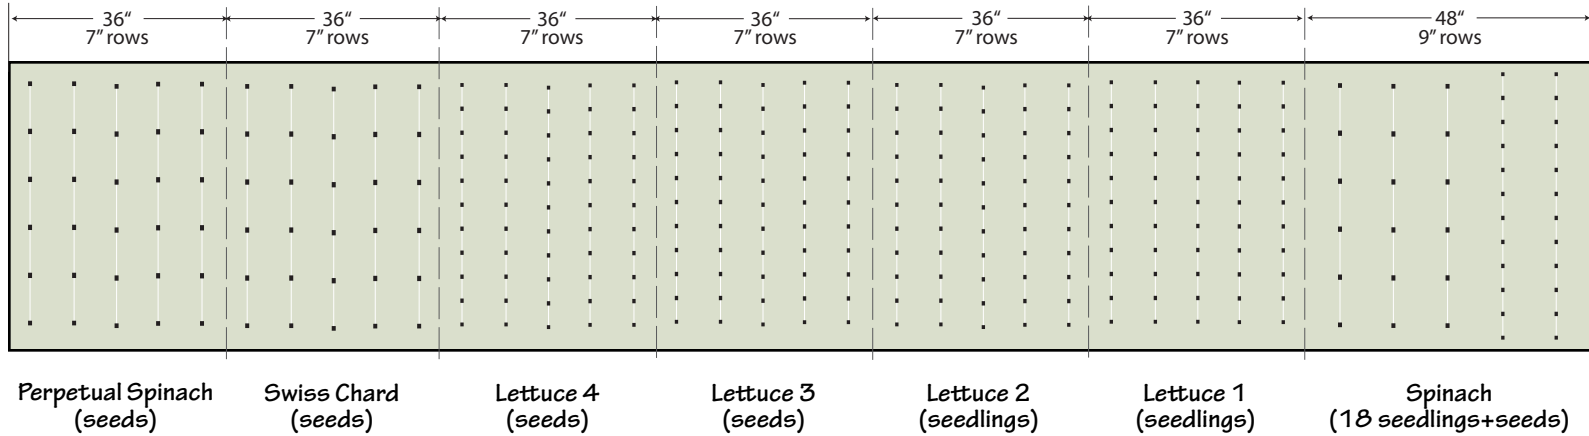 36“ 36“ 36“ 36“ 36“ 36“ 48“
7” rows 7” rows 7” rows 7” rows 7” rows 7” rows 9” rows
Perpetual Spinach Swiss Chard Lettuce 4 Lettuce 3 Lettuce 2 Lettuce 1 Spinach
(seeds) (seeds) (seeds) (seeds) (seedlings) (seedlings) (18 seedlings+seeds)